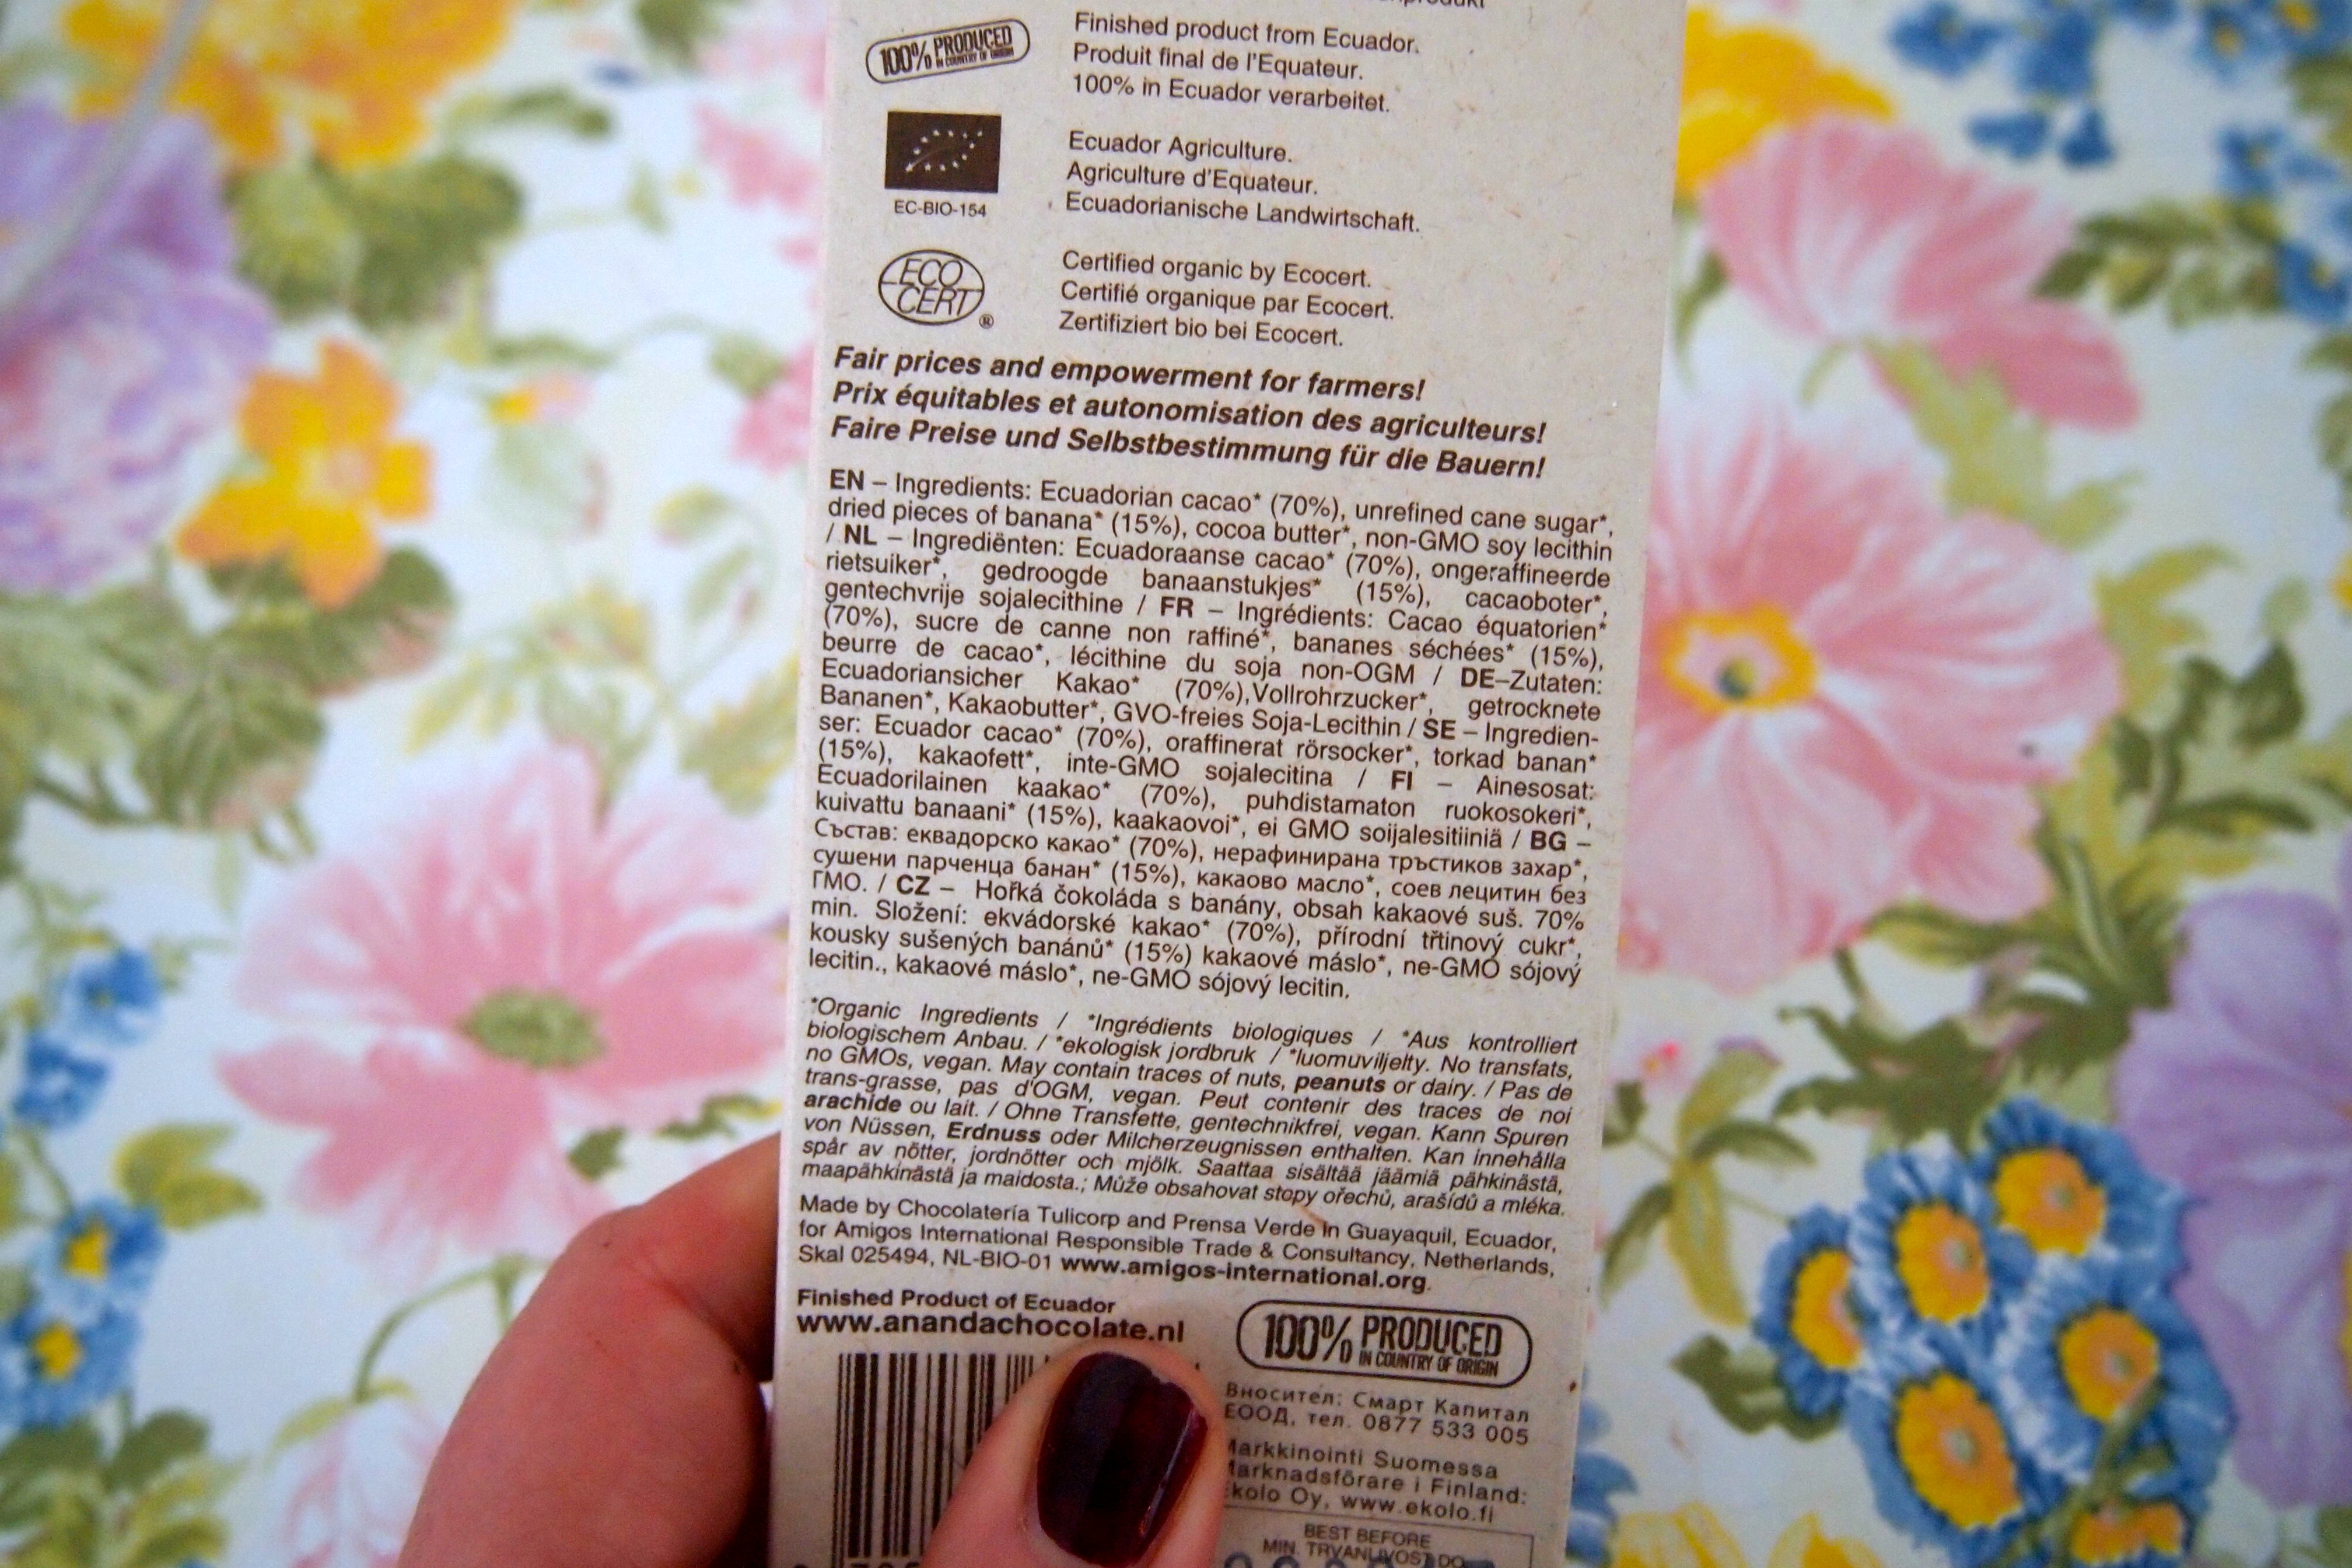 100% PRODUCED
IN COUNTRY OF ORIGIN
Finished product from Ecuador.
Produit final de l'Equateur.
100% in Ecuador verarbeitet.
EC-BIO-154
Ecuador Agriculture.
Agriculture d'Equateur.
Ecuadorianische Landwirtschaft.
ECO
CERT
®
Certified organic by Ecocert.
Certifié organique par Ecocert.
Zertifiziert bio bei Ecocert.
Fair prices and empowerment for farmers!
Prix équitables et autonomisation des agriculteurs!
Faire Preise und Selbstbestimmung für die Bauern!
EN – Ingredients: Ecuadorian cacao* (70%), unrefined cane sugar*,
dried pieces of banana* (15%), cocoa butter*, non-GMO soy lecithin
/ NL – Ingrediënten: Ecuadoraanse cacao* (70%), ongeraffineerde
rietsuiker*, gedroogde banaanstukjes* (15%), cacaoboter*,
gentechvrije sojalecithine / FR – Ingrédients: Cacao équatorien*
(70%), sucre de canne non raffiné*, bananes séchées* (15%),
beurre de cacao*, lécithine du soja non-OGM / DE–Zutaten:
Ecuadoriansicher Kakao* (70%),Vollrohrzucker*, getrocknete
Bananen*, Kakaobutter*, GVO-freies Soja-Lecithin / SE – Ingredien-
ser: Ecuador cacao* (70%), oraffinerat rörsocker*, torkad banan*
(15%), kakaofett*, inte-GMO sojalecitina / FI – Ainesosat:
Ecuadorilainen kaakao* (70%), puhdistamaton ruokosokeri*,
kuivattu banaani* (15%), kaakaovoi*, ei GMO soijalesitiiniä / BG –
Състав: еквадорско какао* (70%), нерафинирана тръстиков захар*,
сушени парченца банан* (15%), какаово масло*, соев лецитин без
ГМО. / CZ – Hořká čokoláda s banány, obsah kakaové suš. 70%
min. Složení: ekvádorské kakao* (70%), přírodní třtinový cukr*,
kousky sušených banánů* (15%) kakaové máslo*, ne-GMO sójový
lecitin., kakaové máslo*, ne-GMO sójový lecitin.
*Organic Ingredients / *Ingrédients biologiques / *Aus kontrolliert
biologischem Anbau. / *ekologisk jordbruk / *luomuviljelty. No transfats,
no GMOs, vegan. May contain traces of nuts, peanuts or dairy. / Pas de
trans-grasse, pas d'OGM, vegan. Peut contenir des traces de noi
arachide ou lait. / Ohne Transfette, gentechnikfrei, vegan. Kann Spuren
von Nüssen, Erdnuss oder Milcherzeugnissen enthalten. Kan innehålla
spår av nötter, jordnötter och mjölk. Saattaa sisältää jäämiä pähkinästä,
maapähkinästä ja maidosta.; Může obsahovat stopy ořechů, arašídů a mléka.
Made by Chocolatería Tulicorp and Prensa Verde in Guayaquil, Ecuador,
for Amigos International Responsible Trade & Consultancy, Netherlands,
Skal 025494, NL-BIO-01 www.amigos-international.org.
Finished Product of Ecuador
www.anandachocolate.nl
100% PRODUCED
IN COUNTRY OF ORIGIN
Вносител: Смарт Капитал
ЕООД, тел. 0877 533 005
arkkinointi Suomessa
arknadsförare i Finland:
kolo Oy, www.ekolo.fi
BEST BEFORE
MIN. TRVANLIVOST DO